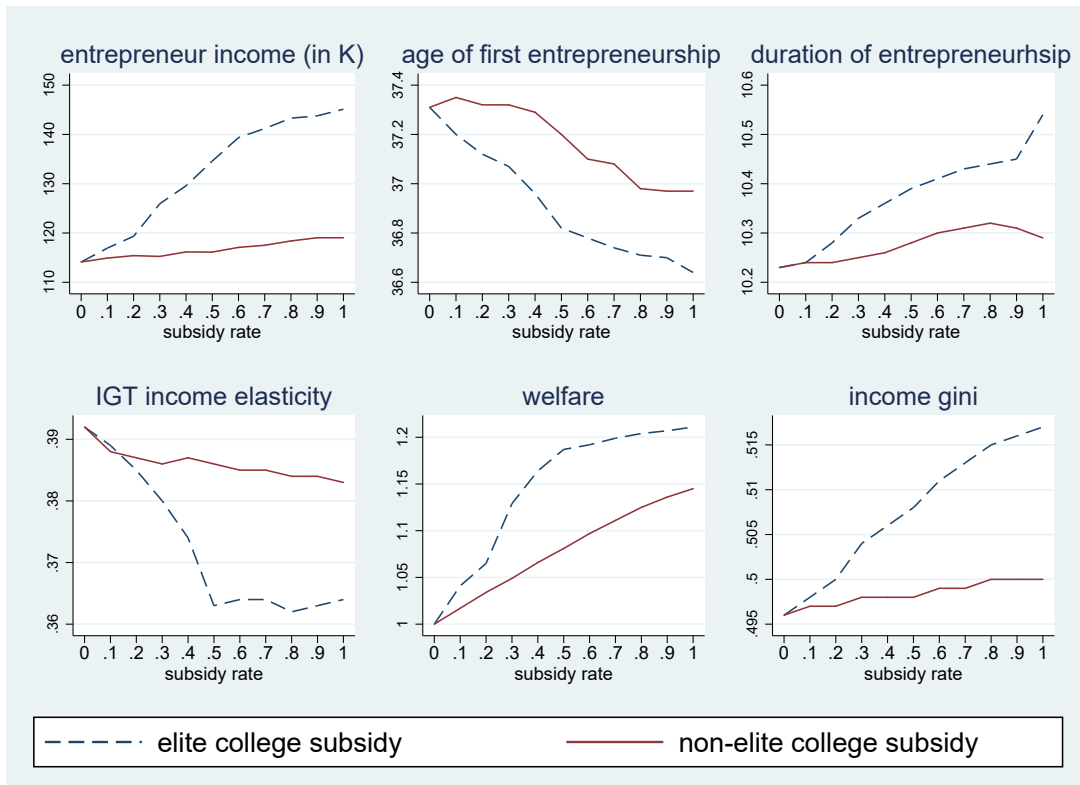 entrepreneur income (in K)
150
140
130
120
110
0 .1 .2 .3 .4 .5 .6 .7 .8 .9 1
subsidy rate
age of first entrepreneurship
37.4
37.2
37
36.8
36.6
0 .1 .2 .3 .4 .5 .6 .7 .8 .9 1
subsidy rate
duration of entrepreneurhsip
10.6
10.5
10.4
10.3
10.2
0 .1 .2 .3 .4 .5 .6 .7 .8 .9 1
subsidy rate
IGT income elasticity
.39
.38
.37
.36
0 .1 .2 .3 .4 .5 .6 .7 .8 .9 1
subsidy rate
welfare
1.2
1.15
1.1
1.05
1
0 .1 .2 .3 .4 .5 .6 .7 .8 .9 1
subsidy rate
income gini
.515
.51
.505
.5
.495
0 .1 .2 .3 .4 .5 .6 .7 .8 .9 1
subsidy rate
elite college subsidy
non-elite college subsidy